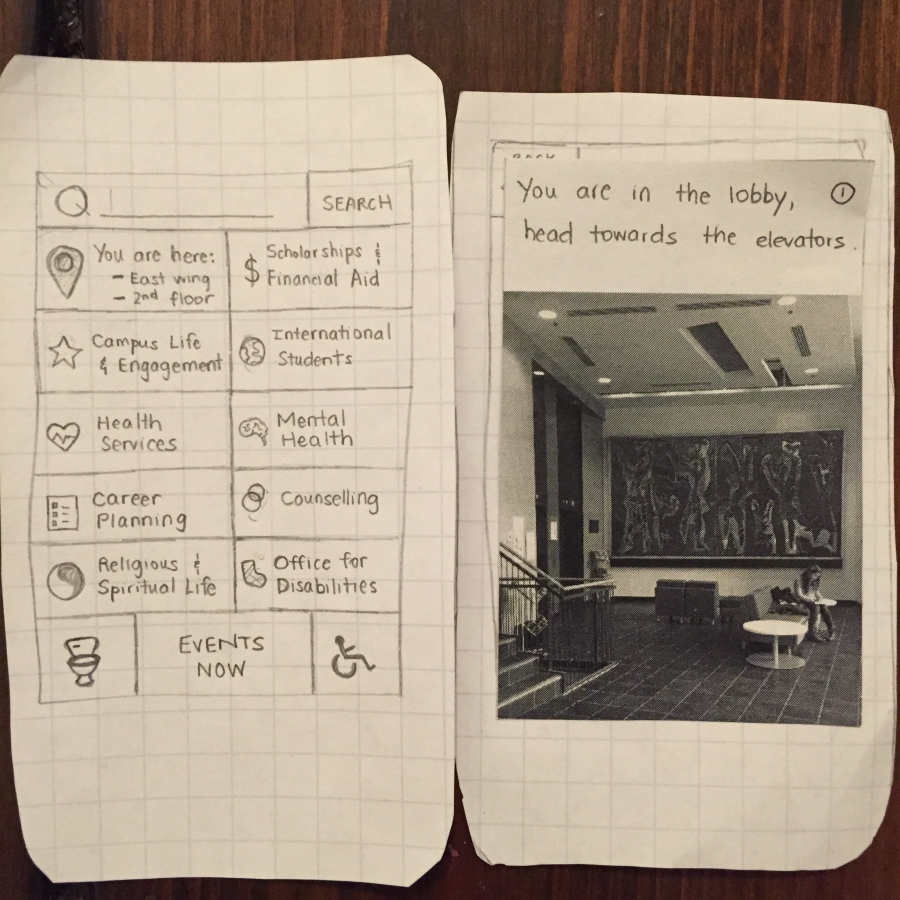 SEARCH
You are here:
– East wing
– 2nd floor
$ Scholarships &
Financial Aid
Campus Life
& Engagement
International
Students
Health
Services
Mental
Health
Career
Planning
Counselling
Religious &
Spiritual Life
Office for
Disabilities
EVENTS
NOW
BACK
You are in the lobby, ①
head towards the elevators.